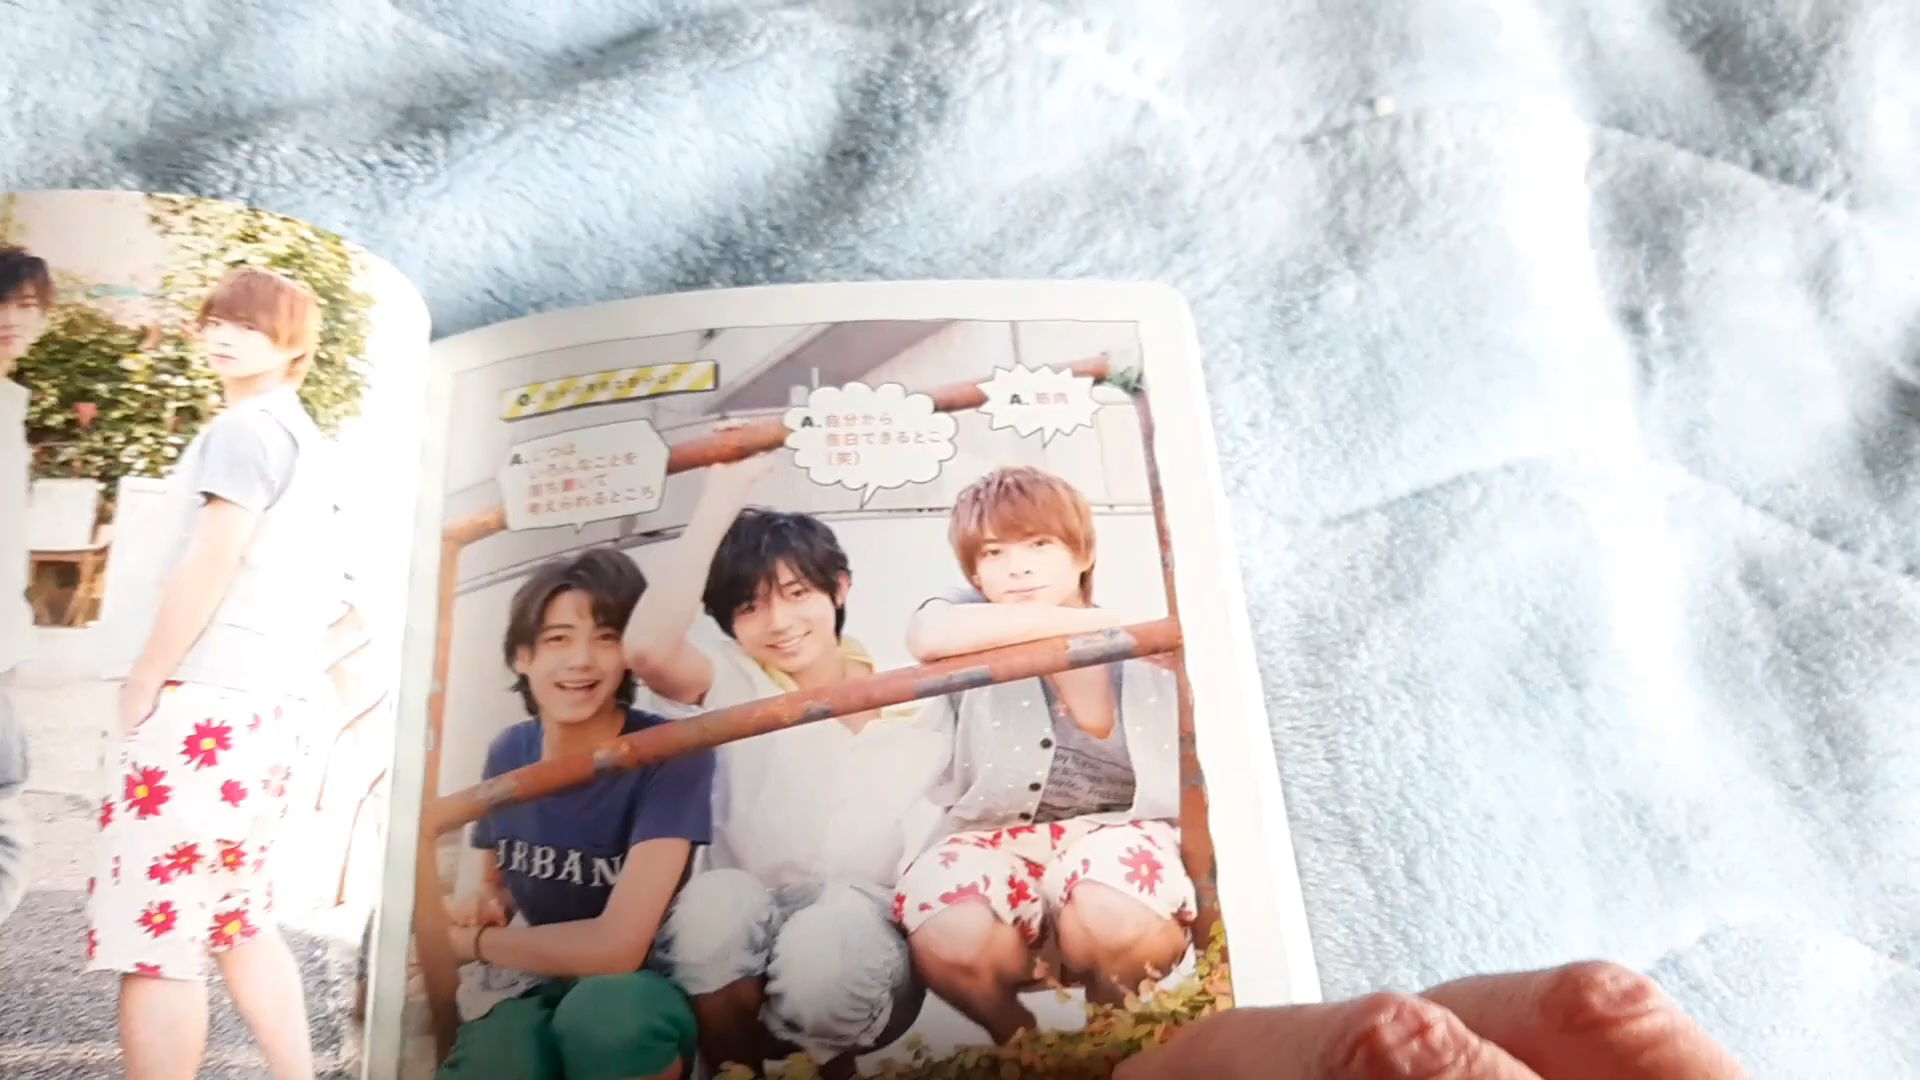 Q.
A. じつは
いろんなことを
落ち着いて
考えられるところ
A. 自分から
告白できるとこ
(笑)
A. 筋肉
URBAN